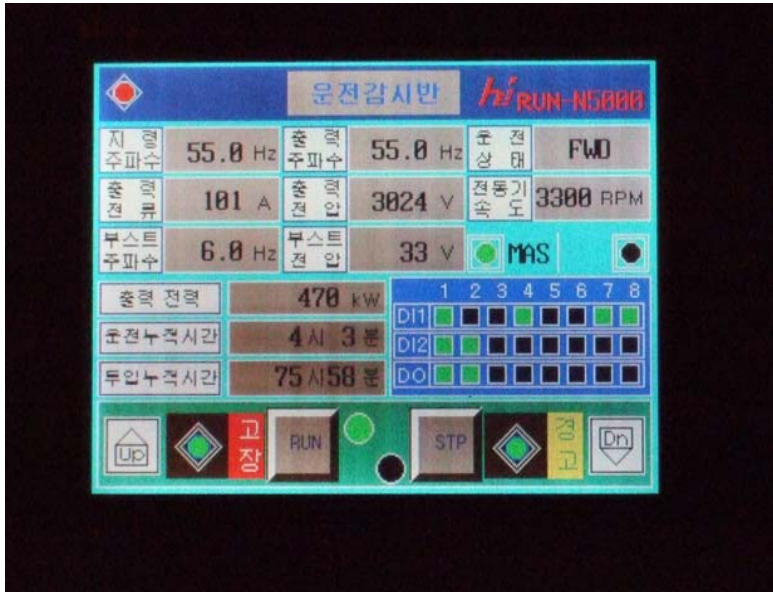 운전감시반 hi RUN-N5000
지령 주파수 55.0 Hz 출력 주파수 55.0 Hz 운전 상태 FWD
출력 전류 101 A 출력 전압 3024 V 전동기 속도 3300 RPM
부스트 주파수 6.0 Hz 부스트 전압 33 V MAS
출력 전력 470 kW
운전누적시간 4 시 3 분
투입누적시간 75 시 58 분
1 2 3 4 5 6 7 8
DI1
DI2
DO
Up 고장 RUN STP 경고 Dn